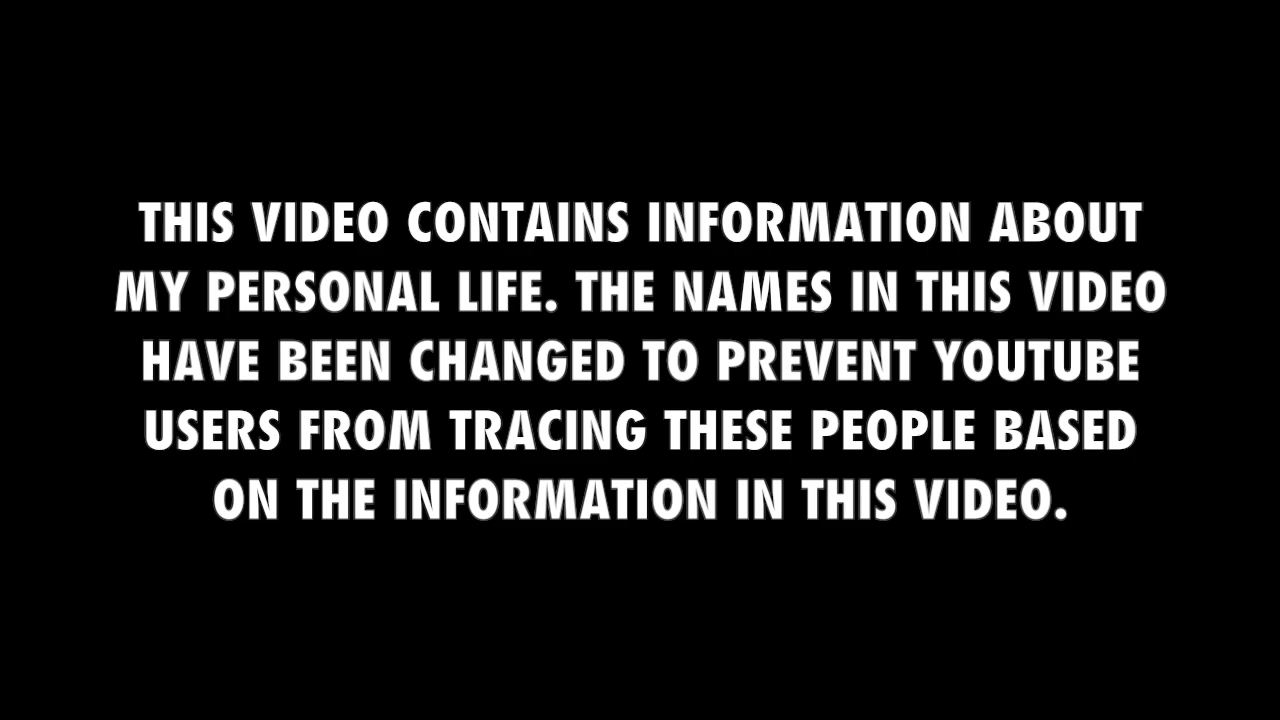 THIS VIDEO CONTAINS INFORMATION ABOUT
MY PERSONAL LIFE. THE NAMES IN THIS VIDEO
HAVE BEEN CHANGED TO PREVENT YOUTUBE
USERS FROM TRACING THESE PEOPLE BASED
ON THE INFORMATION IN THIS VIDEO.